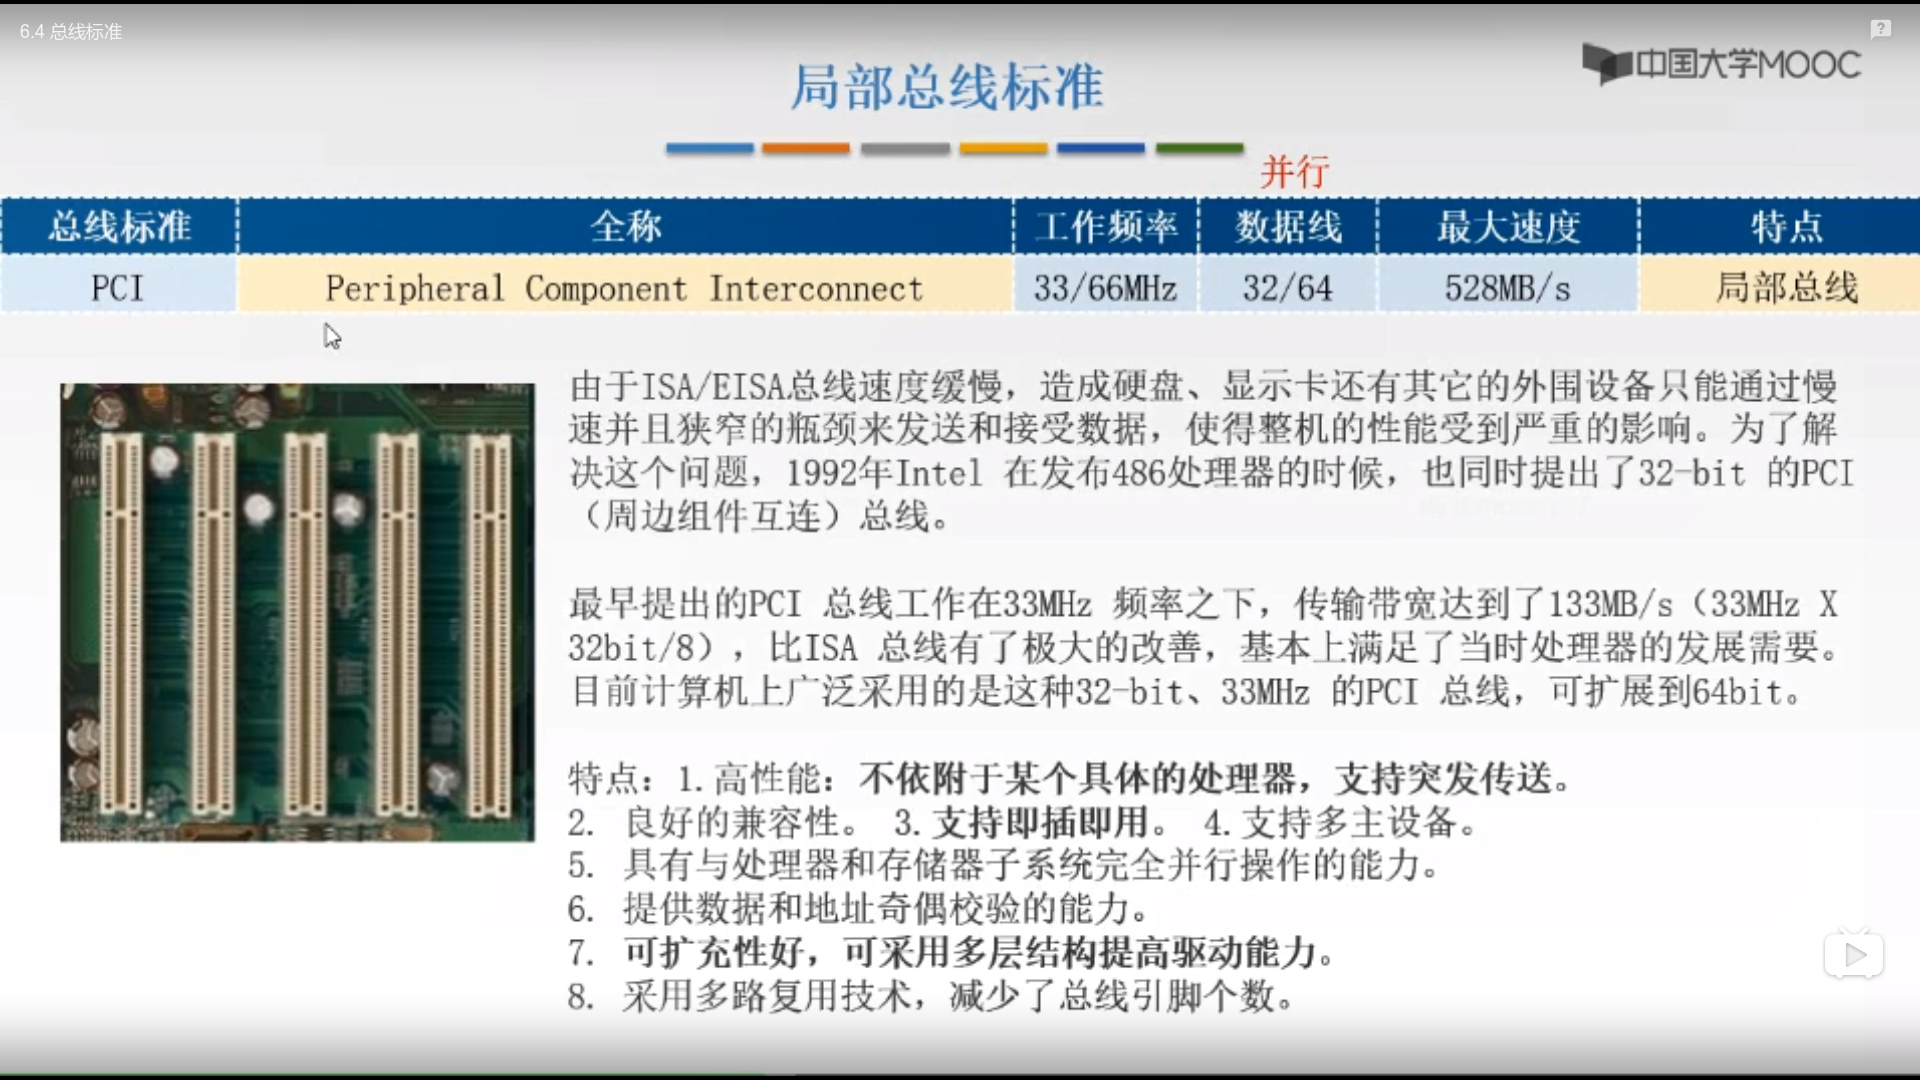 6.4 总线标准
中国大学MOOC
局部总线标准
并行
总线标准 全称 工作频率 数据线 最大速度 特点
PCI Peripheral Component Interconnect 33/66MHz 32/64 528MB/s 局部总线
由于ISA/EISA总线速度缓慢，造成硬盘、显示卡还有其它的外围设备只能通过慢
速并且狭窄的瓶颈来发送和接受数据，使得整机的性能受到严重的影响。为了解
决这个问题，1992年Intel 在发布486处理器的时候，也同时提出了32-bit 的PCI
（周边组件互连）总线。
最早提出的PCI 总线工作在33MHz 频率之下，传输带宽达到了133MB/s（33MHz X
32bit/8），比ISA 总线有了极大的改善，基本上满足了当时处理器的发展需要。
目前计算机上广泛采用的是这种32-bit、33MHz 的PCI 总线，可扩展到64bit。
特点：1.高性能：不依附于某个具体的处理器，支持突发传送。
2. 良好的兼容性。 3.支持即插即用。 4.支持多主设备。
5. 具有与处理器和存储器子系统完全并行操作的能力。
6. 提供数据和地址奇偶校验的能力。
7. 可扩充性好，可采用多层结构提高驱动能力。
8. 采用多路复用技术，减少了总线引脚个数。